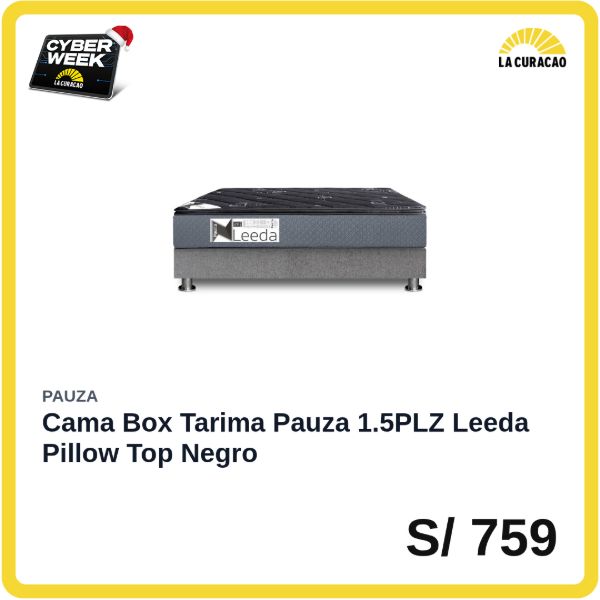 CYBER
WEEK
LA CURACAO
LA CURACAO
Leeda
PAUZA
Cama Box Tarima Pauza 1.5PLZ Leeda
Pillow Top Negro
S/ 759